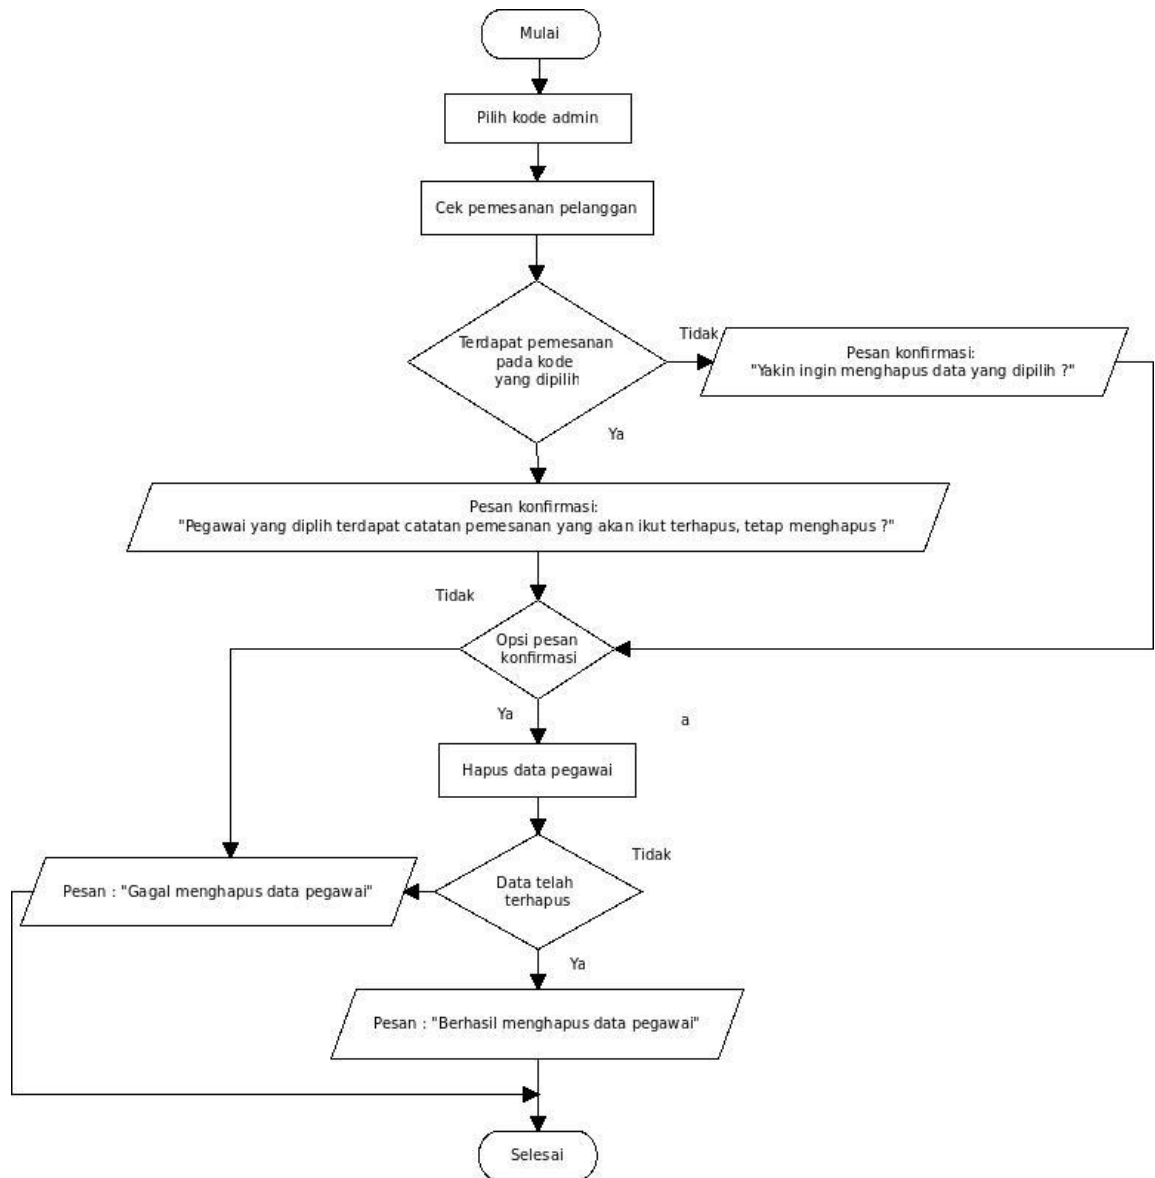 Mulai
Pilih kode admin
Cek pemesanan pelanggan
Terdapat pemesanan
pada kode
yang dipilih
Tidak
Pesan konfirmasi:
"Yakin ingin menghapus data yang dipilih ?"
Ya
Pesan konfirmasi:
"Pegawai yang diplih terdapat catatan pemesanan yang akan ikut terhapus, tetap menghapus ?"
Tidak
Opsi pesan
konfirmasi
Ya
a
Hapus data pegawai
Tidak
Data telah
terhapus
Pesan : "Gagal menghapus data pegawai"
Ya
Pesan : "Berhasil menghapus data pegawai"
Selesai